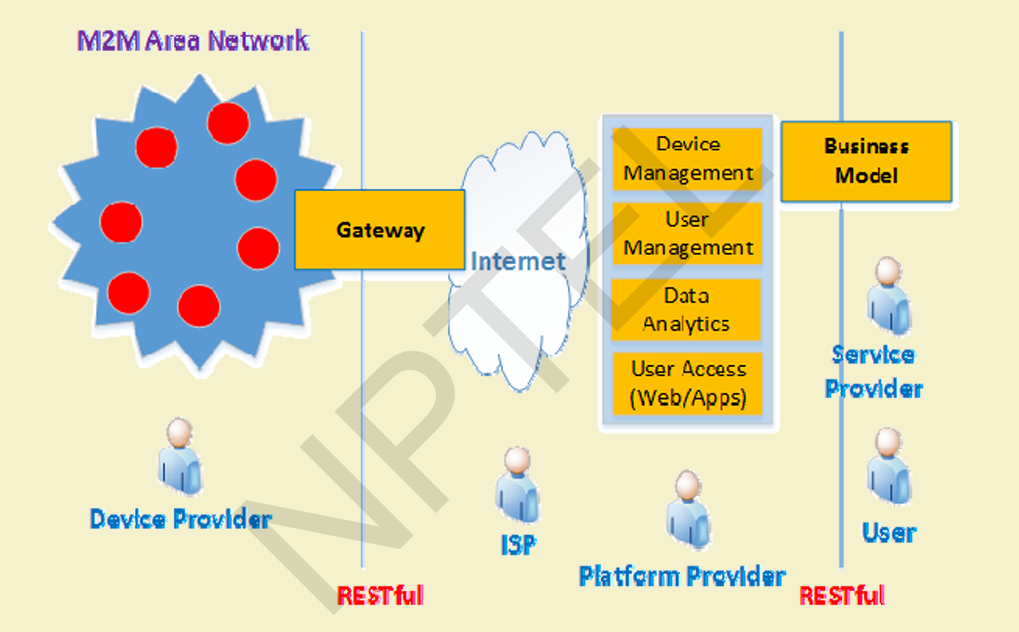 M2M Area Network
Gateway
Internet
Device
Management
User
Management
Data
Analytics
User Access
(Web/Apps)
Business
Model
Service
Provider
User
Device Provider
ISP
Platform Provider
RESTful
RESTful
NPTEL